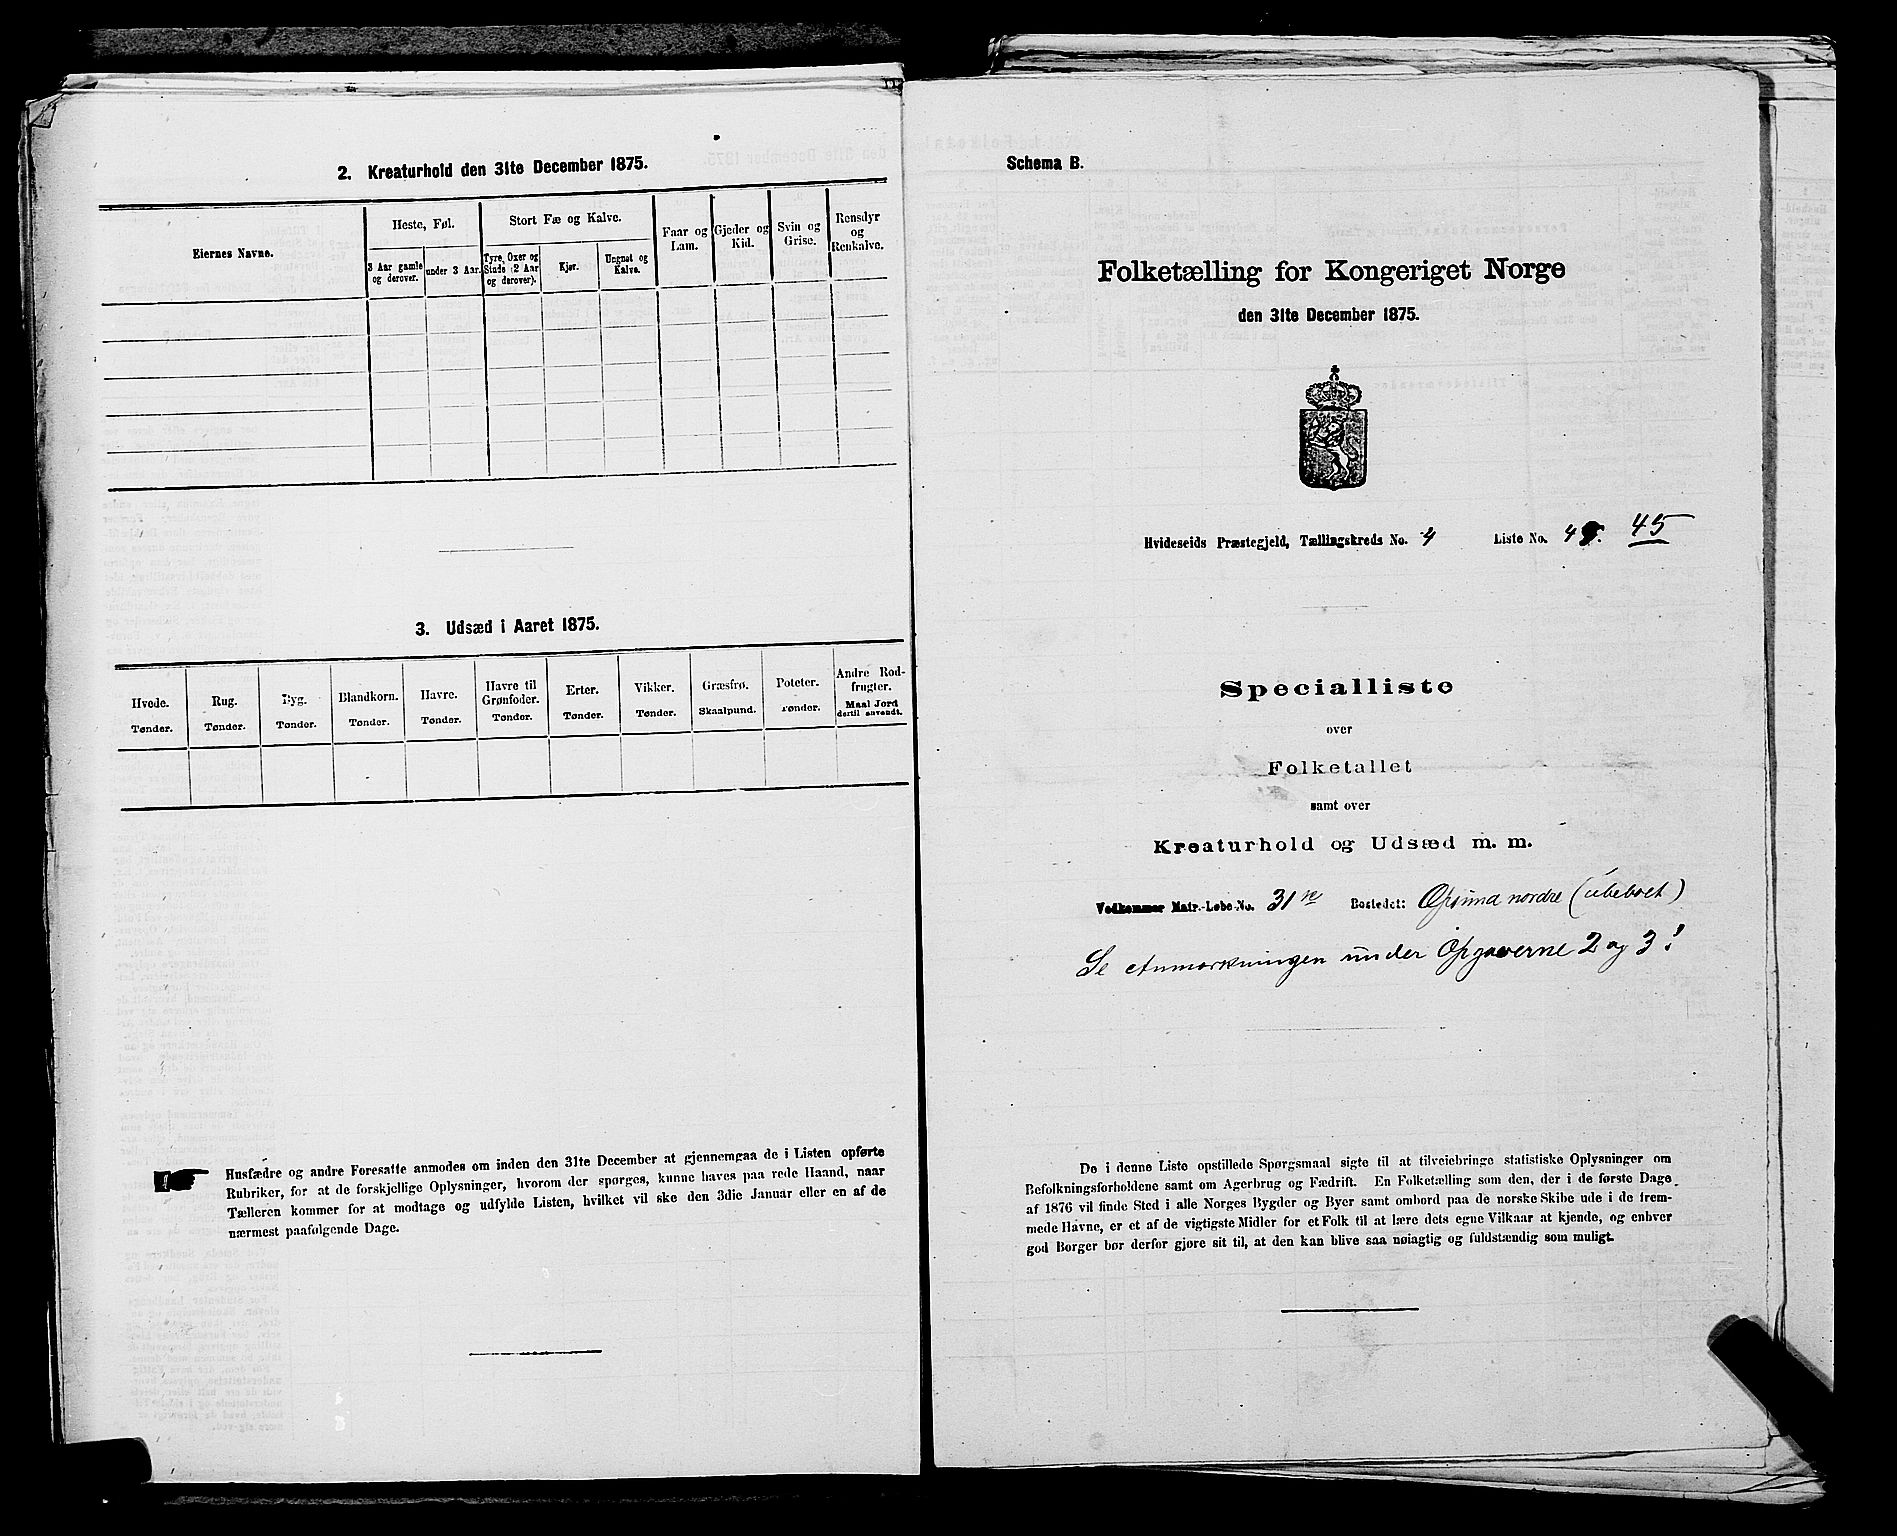 2. Kreaturhold den 31te December 1875.
Eiernes Navne.
Heste, Føl.
3 Aar gamle og derover.
under 3 Aar.
Stort Fæ og Kalve.
Tyre, Oxer og Stude (2 Aar og derover).
Kjør.
Ungnøt og Kalve.
Faar og Lam.
Gjeder og Kid.
Svin og Grise.
Rensdyr og Renkalve.
3. Udsæd i Aaret 1875.
Hvede. Tønder.
Rug. Tønder.
Byg. Tønder.
Blandkorn. Tønder.
Havre. Tønder.
Havre til Grønfoder. Tønder.
Erter. Tønder.
Vikker. Tønder.
Græsfrø. Skaalpund.
Poteter. Tønder.
Andre Rodfrugter. Maal Jord dertil anvendt.
Husfædre og andre Foresatte anmodes om inden den 31te December at gjennemgaa de i Listen opførte
Rubriker, for at de forskjellige Oplysninger, hvorom der spørges, kunne haves paa rede Haand, naar
Tælleren kommer for at modtage og udfylde Listen, hvilket vil ske den 3die Januar eller en af de
nærmest paafølgende Dage.
Schema B.
Folketælling for Kongeriget Norge
den 31te December 1875.
Hvideseids Præstegjeld, Tællingskreds No. 4 Liste No. 45
Specialliste
over
Folketallet
samt over
Kreaturhold og Udsæd m. m.
Vedkommer Matr.-Løbe-No. 31 Bostedet: nordre (ubeboet)
Se Anmærkningen under Opgaverne 2 og 3!
De i denne Liste opstillede Spørgsmaal sigte til at tilveiebringe statistiske Oplysninger om
Befolkningsforholdene samt om Agerbrug og Fædrift. En Folketælling som den, der i de første Dage
af 1876 vil finde Sted i alle Norges Bygder og Byer samt ombord paa de norske Skibe ude i de frem-
mede Havne, er et af de vigtigste Midler for et Folk til at lære dets egne Vilkaar at kjende, og enhver
god Borger bør derfor gjøre sit til, at den kan blive saa nøiagtig og fuldstændig som muligt.